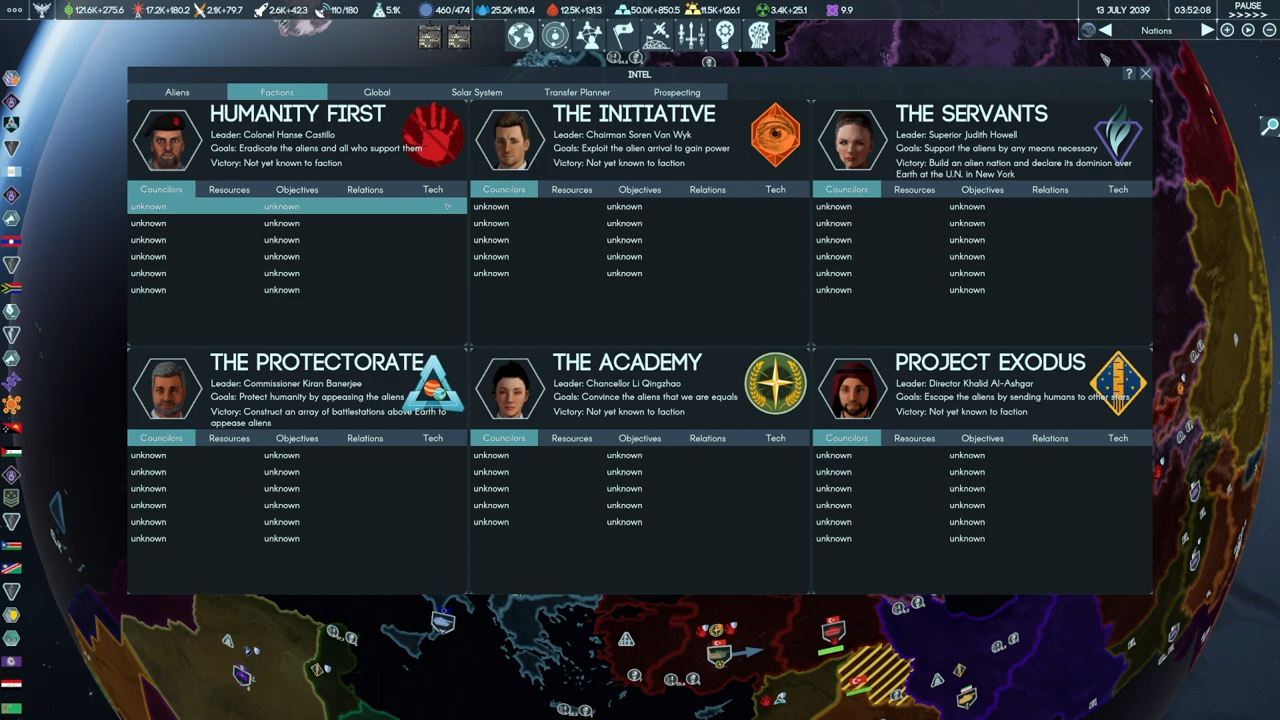 121.6K+275.6 17.2K+180.2 2.1K+79.7 2.6K+42.3 110/180 5.1K 460/474 25.2K+110.4 12.5K+131.3 50.0K+850.5 11.5K+126.1 3.4K+25.1 9.9 13 JULY 2039 03:52:08 PAUSE
>>>>>
Nations
INTEL
?
Aliens Factions Global Solar System Transfer Planner Prospecting
HUMANITY FIRST
Leader: Colonel Hanse Castillo
Goals: Eradicate the aliens and all who support them
Victory: Not yet known to faction
Councilors Resources Objectives Relations Tech
unknown unknown
unknown unknown
unknown unknown
unknown unknown
unknown unknown
unknown unknown
THE INITIATIVE
Leader: Chairman Soren Van Wyk
Goals: Exploit the alien arrival to gain power
Victory: Not yet known to faction
Councilors Resources Objectives Relations Tech
unknown unknown
unknown unknown
unknown unknown
unknown unknown
unknown unknown
THE SERVANTS
Leader: Superior Judith Howell
Goals: Support the aliens by any means necessary
Victory: Build an alien nation and declare its dominion over
Earth at the U.N. in New York
Councilors Resources Objectives Relations Tech
unknown unknown
unknown unknown
unknown unknown
unknown unknown
unknown unknown
unknown unknown
THE PROTECTORATE
Leader: Commissioner Kiran Banerjee
Goals: Protect humanity by appeasing the aliens
Victory: Construct an array of battlestations above Earth to
appease aliens
Councilors Resources Objectives Relations Tech
unknown unknown
unknown unknown
unknown unknown
unknown unknown
unknown unknown
unknown unknown
THE ACADEMY
Leader: Chancellor Li Qingzhao
Goals: Convince the aliens that we are equals
Victory: Not yet known to faction
Councilors Resources Objectives Relations Tech
unknown unknown
unknown unknown
unknown unknown
unknown unknown
unknown unknown
PROJECT EXODUS
Leader: Director Khalid Al-Ashgar
Goals: Escape the aliens by sending humans to other stars
Victory: Not yet known to faction
Councilors Resources Objectives Relations Tech
unknown unknown
unknown unknown
unknown unknown
unknown unknown
unknown unknown
unknown unknown